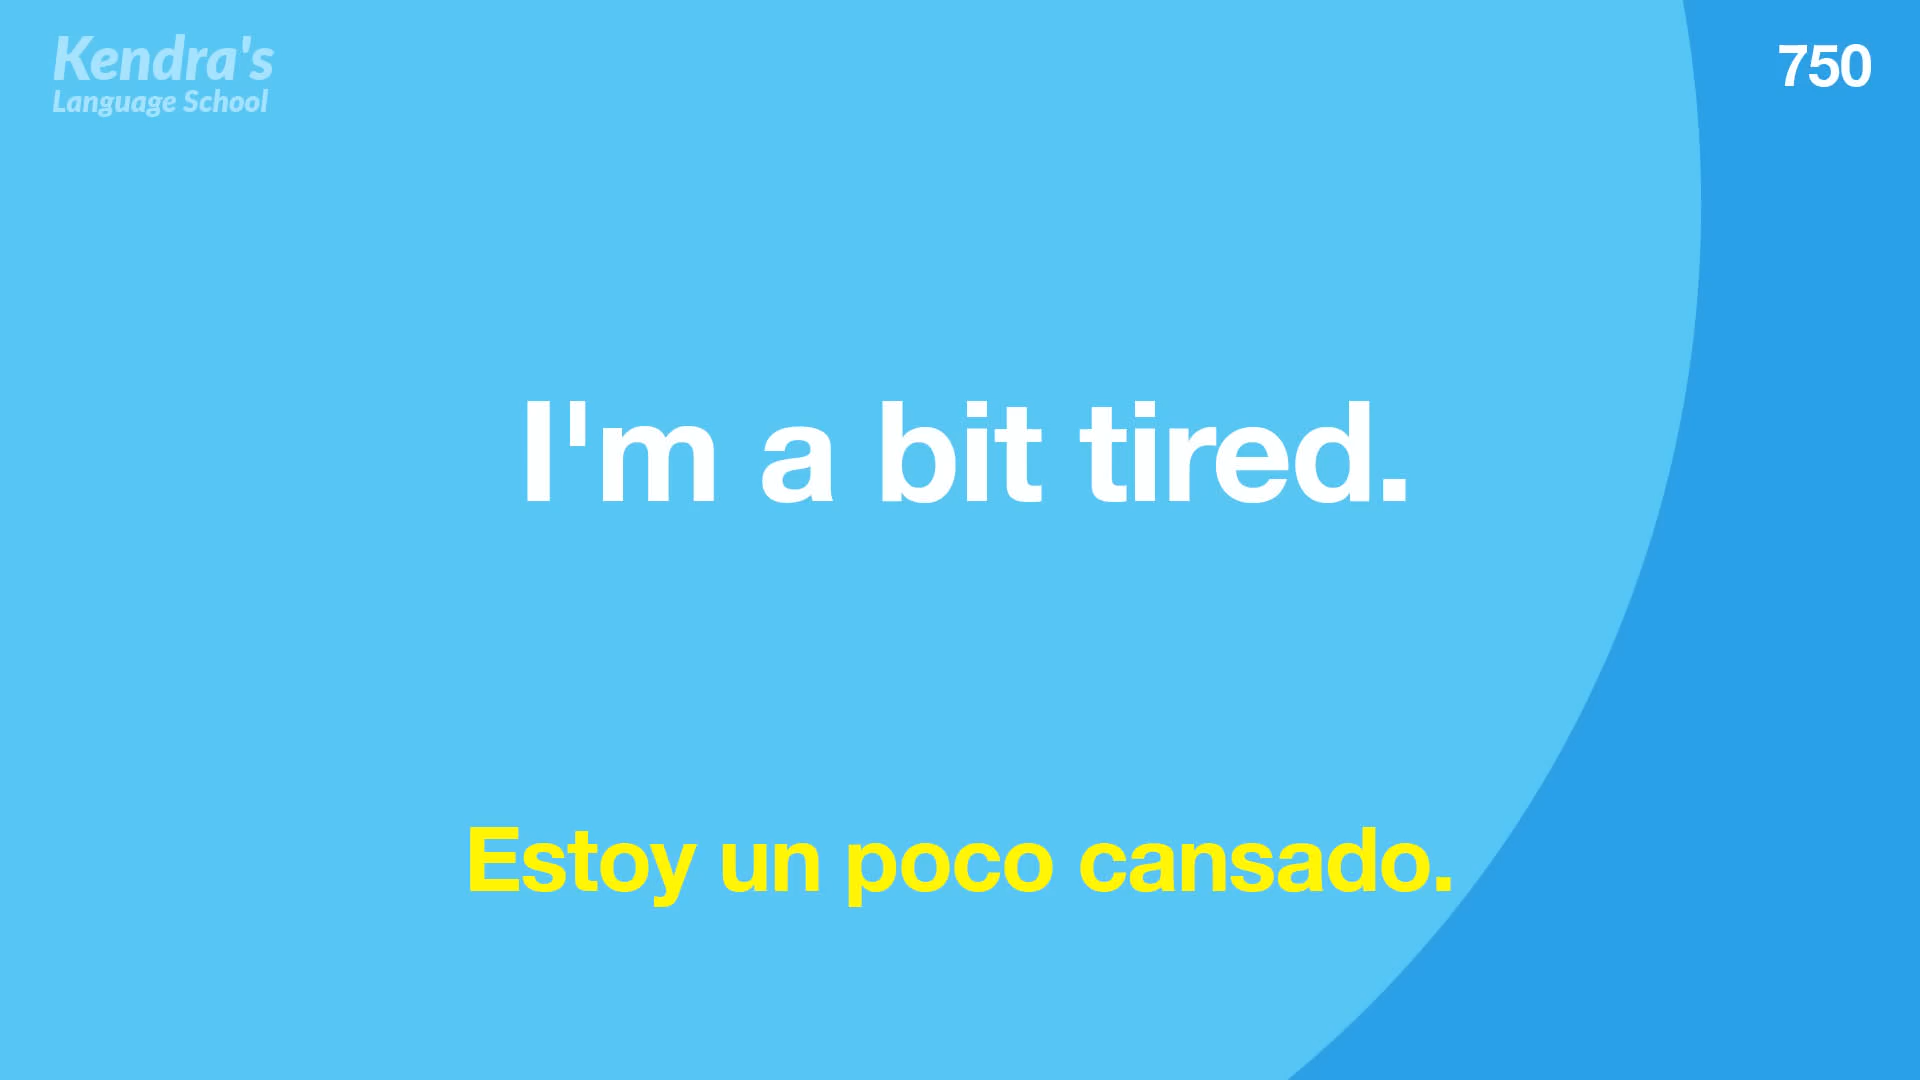 Kendra's
Language School
750
I'm a bit tired.
Estoy un poco cansado.